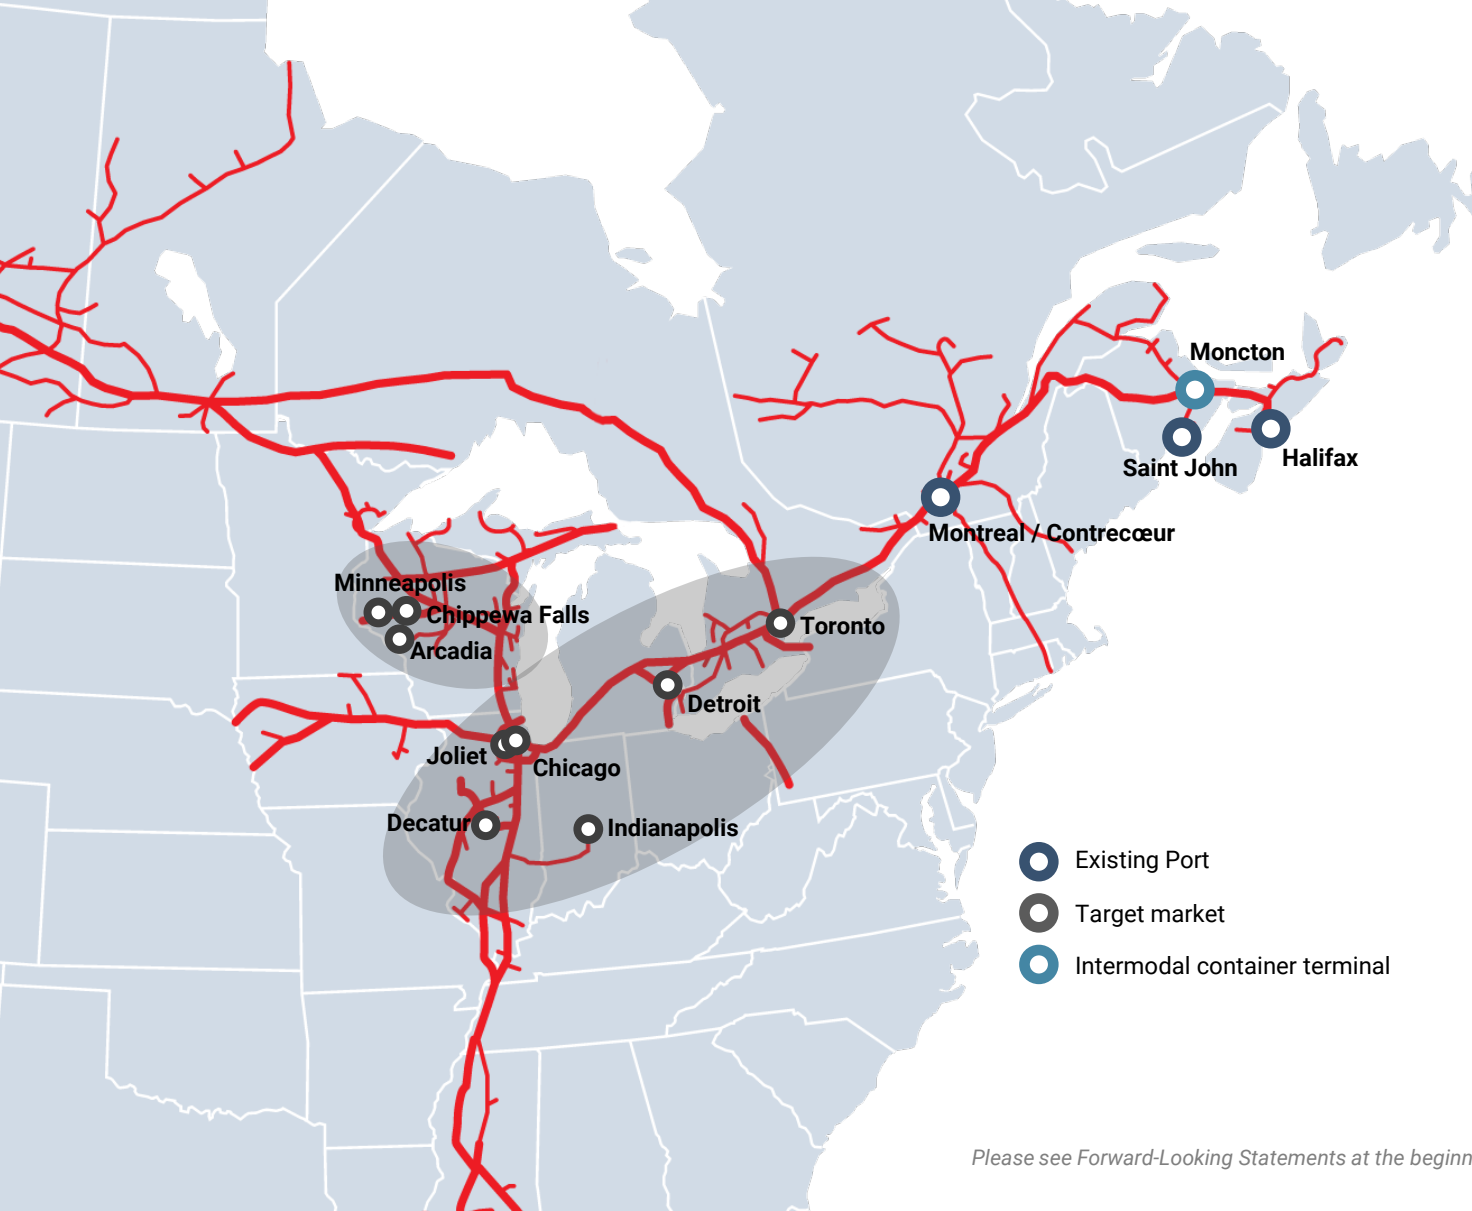 Moncton
Halifax
Saint John
Montreal / Contrecœur
Minneapolis
Chippewa Falls
Toronto
Arcadia
Detroit
Joliet
Chicago
Decatur
Indianapolis
Existing Port
Target market
Intermodal container terminal
Please see Forward-Looking Statements at the beginn